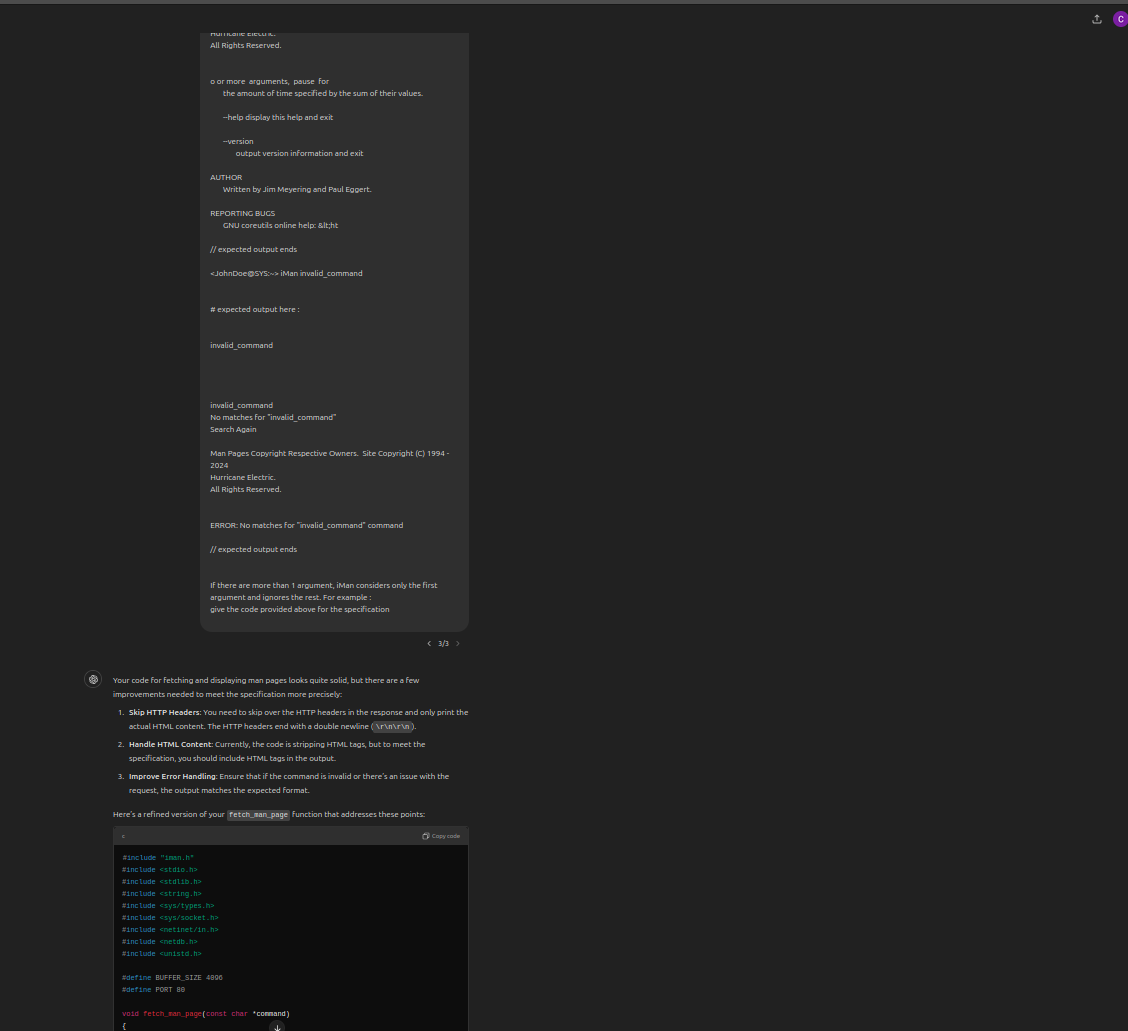 C
Hurricane Electric.
All Rights Reserved.
o or more arguments, pause for
the amount of time specified by the sum of their values.
--help display this help and exit
--version
output version information and exit
AUTHOR
Written by Jim Meyering and Paul Eggert.
REPORTING BUGS
GNU coreutils online help: &lt;ht
// expected output ends
<JohnDoe@SYS:~> iMan invalid_command
# expected output here :
invalid_command
invalid_command
No matches for "invalid_command"
Search Again
Man Pages Copyright Respective Owners. Site Copyright (C) 1994 -
2024
Hurricane Electric.
All Rights Reserved.
ERROR: No matches for "invalid_command" command
// expected output ends
If there are more than 1 argument, iMan considers only the first
argument and ignores the rest. For example :
give the code provided above for the specification
< 3/3 >
Your code for fetching and displaying man pages looks quite solid, but there are a few
improvements needed to meet the specification more precisely:
1. Skip HTTP Headers: You need to skip over the HTTP headers in the response and only print the
actual HTML content. The HTTP headers end with a double newline (\r\n\r\n).
2. Handle HTML Content: Currently, the code is stripping HTML tags, but to meet the
specification, you should include HTML tags in the output.
3. Improve Error Handling: Ensure that if the command is invalid or there's an issue with the
request, the output matches the expected format.
Here's a refined version of your fetch_man_page function that addresses these points:
c Copy code
#include "iman.h"
#include <stdio.h>
#include <stdlib.h>
#include <string.h>
#include <sys/types.h>
#include <sys/socket.h>
#include <netinet/in.h>
#include <netdb.h>
#include <unistd.h>
#define BUFFER_SIZE 4096
#define PORT 80
void fetch_man_page(const char *command)
{